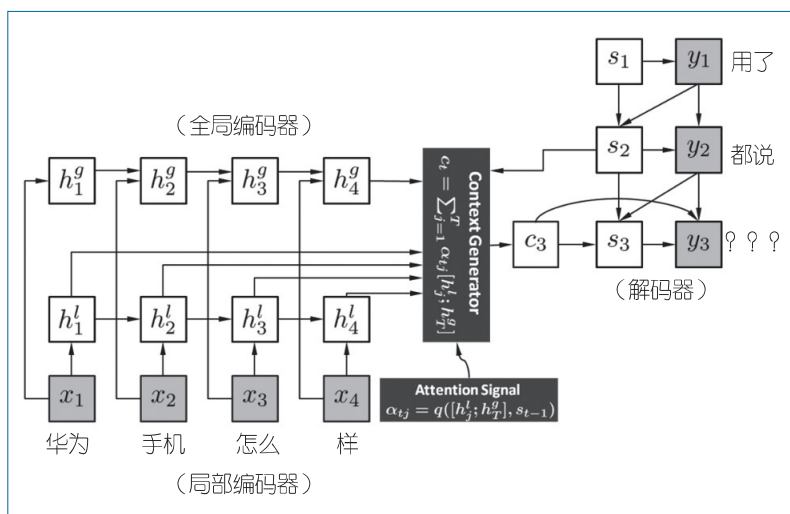 s₁ y₁ 用了
（全局编码器）
s₂ y₂ 都说
h₁ᵍ h₂ᵍ h₃ᵍ h₄ᵍ
Context Generator
cₜ = ∑ⱼ₌₁ᵀ αₜⱼ[hⱼˡ; h_Tᵍ]
c₃ s₃ y₃ ？？？
（解码器）
h₁ˡ h₂ˡ h₃ˡ h₄ˡ
Attention Signal
αₜⱼ = q([hⱼˡ; h_Tᵍ], sₜ₋₁)
x₁ x₂ x₃ x₄
华为 手机 怎么 样
（局部编码器）